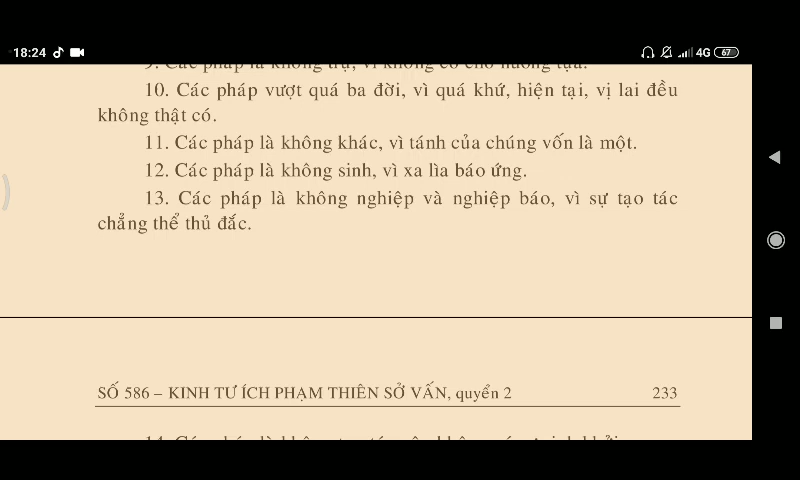 18:24
4G 67
10. Các pháp vượt quá ba đời, vì quá khứ, hiện tại, vị lai đều
không thật có.
11. Các pháp là không khác, vì tánh của chúng vốn là một.
12. Các pháp là không sinh, vì xa lìa báo ứng.
13. Các pháp là không nghiệp và nghiệp báo, vì sự tạo tác
chẳng thể thủ đắc.
SỐ 586 – KINH TƯ ÍCH PHẠM THIÊN SỞ VẤN, quyển 2 233